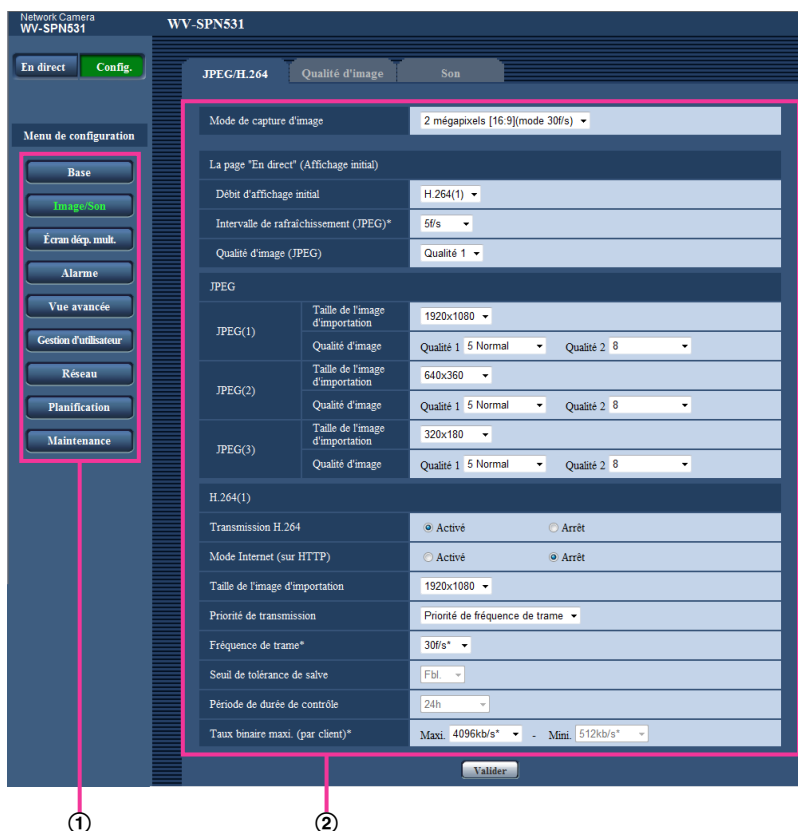 Network Camera
WV-SPN531
WV-SPN531
En direct Config.
Menu de configuration
Base
Image/Son
Écran dép. mult.
Alarme
Vue avancée
Gestion d'utilisateur
Réseau
Planification
Maintenance
JPEG/H.264 Qualité d'image Son
Mode de capture d'image 2 mégapixels [16:9](mode 30f/s)
La page "En direct" (Affichage initial)
Débit d'affichage initial H.264(1)
Intervalle de rafraîchissement (JPEG)* 5f/s
Qualité d'image (JPEG) Qualité 1
JPEG
JPEG(1)
Taille de l'image d'importation 1920x1080
Qualité d'image Qualité 1 5 Normal Qualité 2 8
JPEG(2)
Taille de l'image d'importation 640x360
Qualité d'image Qualité 1 5 Normal Qualité 2 8
JPEG(3)
Taille de l'image d'importation 320x180
Qualité d'image Qualité 1 5 Normal Qualité 2 8
H.264(1)
Transmission H.264 Activé Arrêt
Mode Internet (sur HTTP) Activé Arrêt
Taille de l'image d'importation 1920x1080
Priorité de transmission Priorité de fréquence de trame
Fréquence de trame* 30f/s*
Seuil de tolérance de salve Fbl.
Période de durée de contrôle 24h
Taux binaire maxi. (par client)* Maxi. 4096kb/s* - Mini. 512kb/s*
Valider
① ②